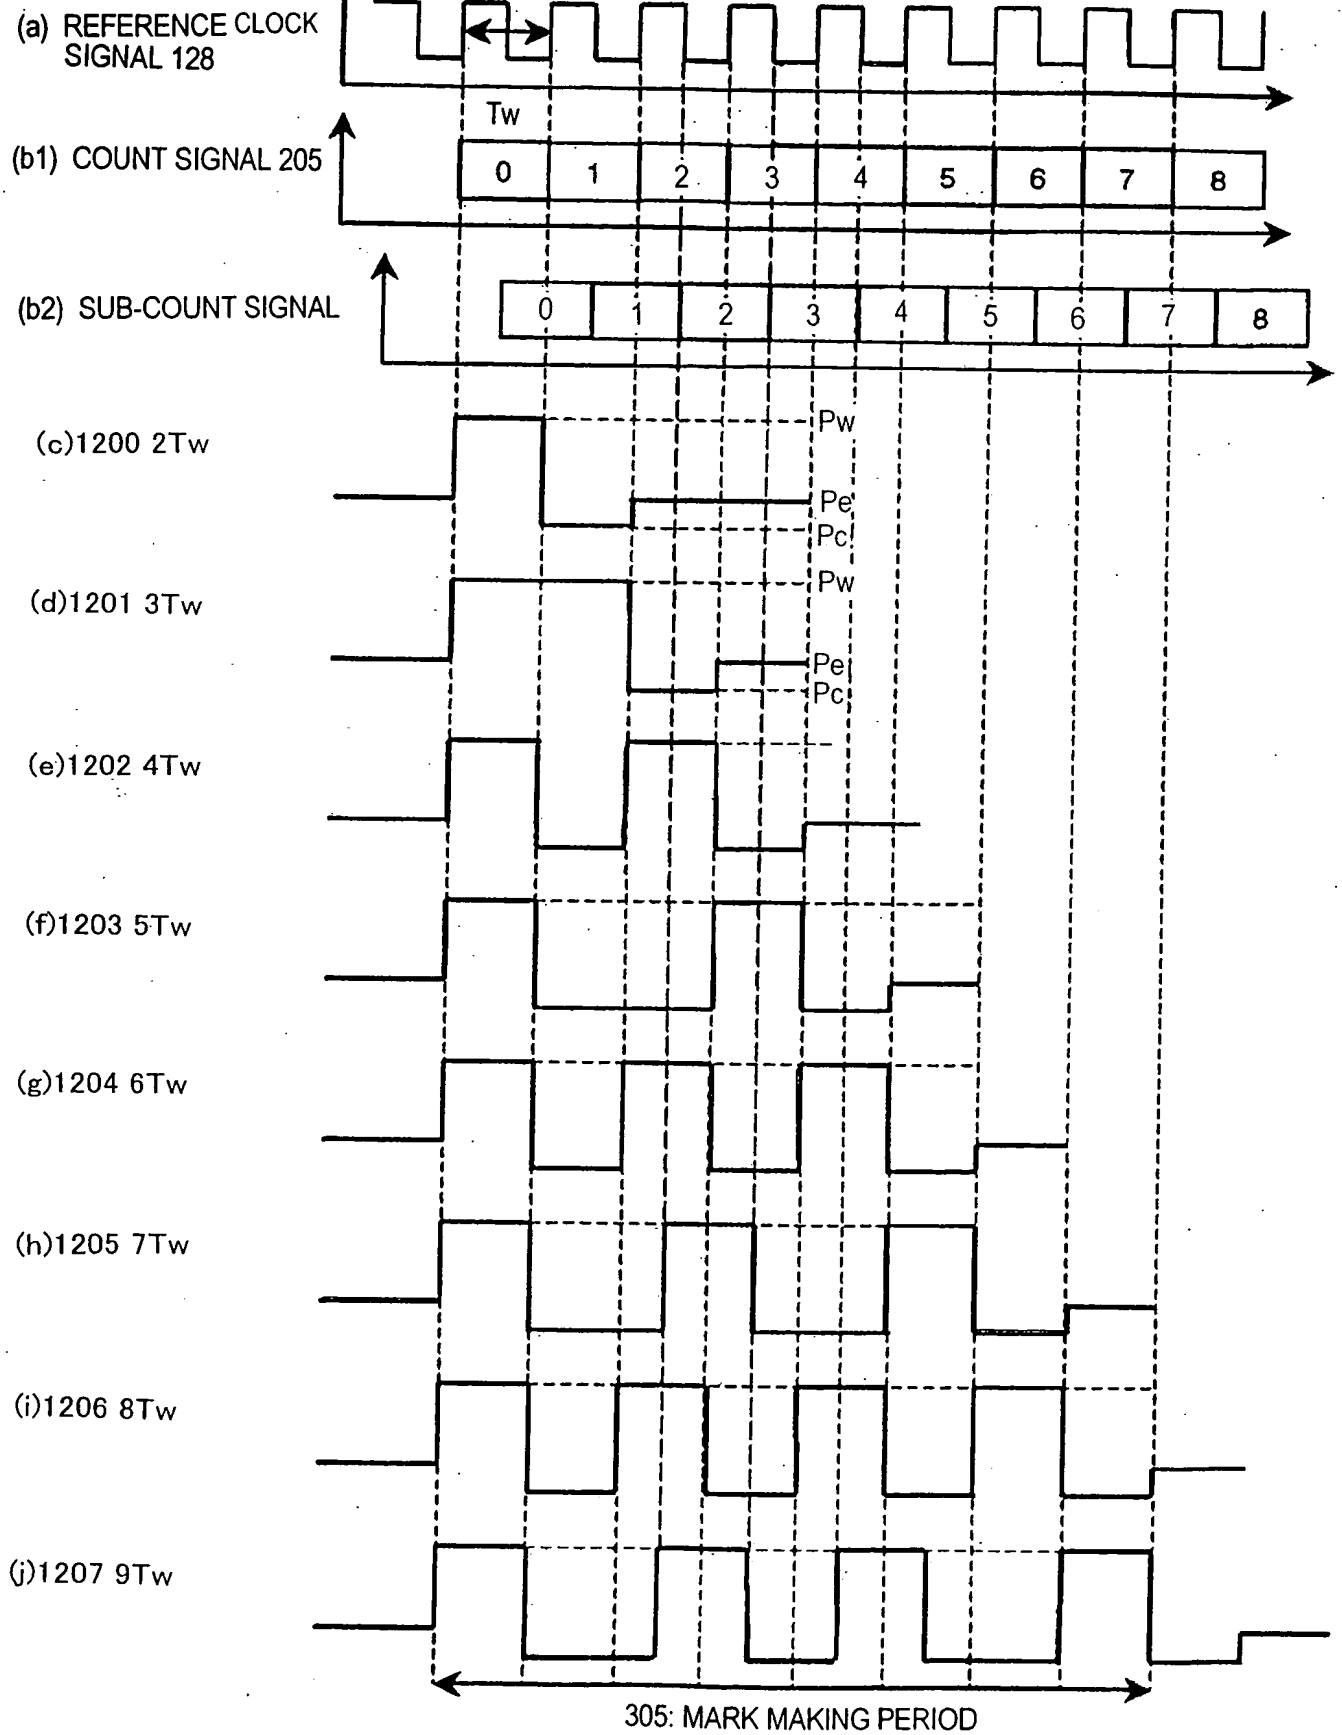 (a) REFERENCE CLOCK
SIGNAL 128
Tw
(b1) COUNT SIGNAL 205
0 1 2 3 4 5 6 7 8
(b2) SUB-COUNT SIGNAL
0 1 2 3 4 5 6 7 8
(c)1200 2Tw
Pw
Pe
Pc
(d)1201 3Tw
Pw
Pe
Pc
(e)1202 4Tw
(f)1203 5Tw
(g)1204 6Tw
(h)1205 7Tw
(i)1206 8Tw
(j)1207 9Tw
305: MARK MAKING PERIOD